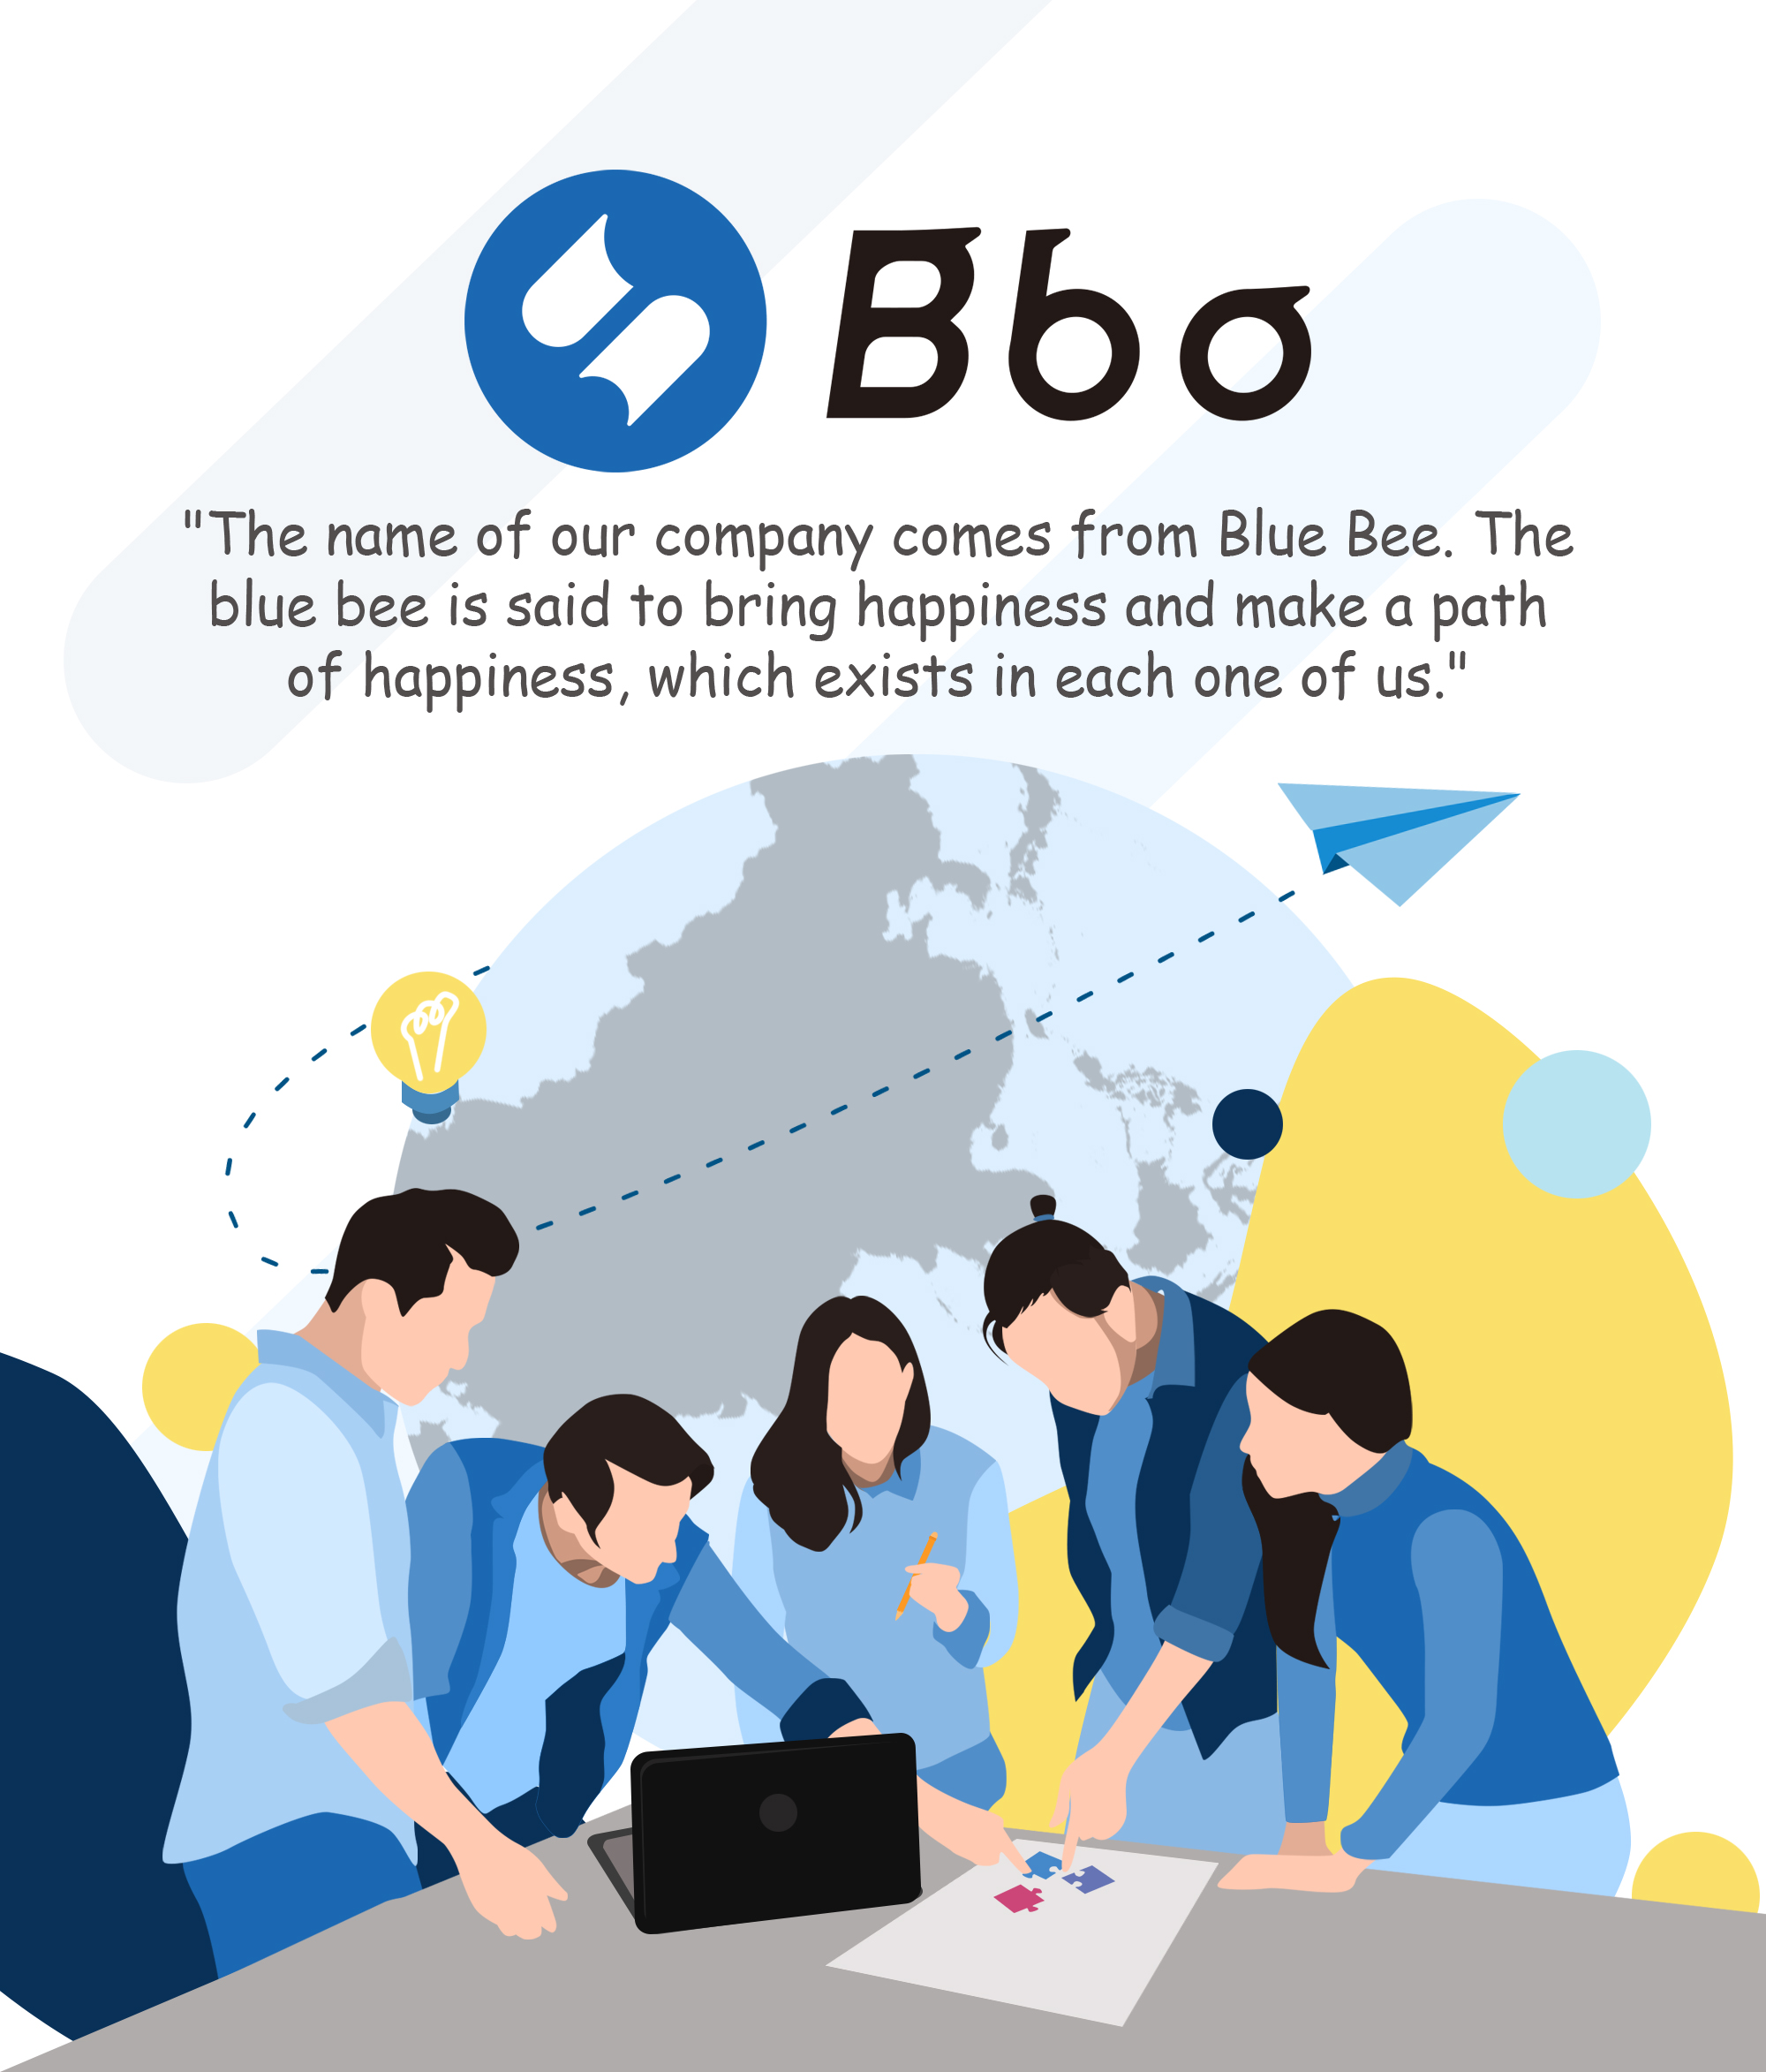 Bbo
"The name of our company comes from Blue Bee. The
blue bee is said to bring happiness and make a path
of happiness, which exists in each one of us."